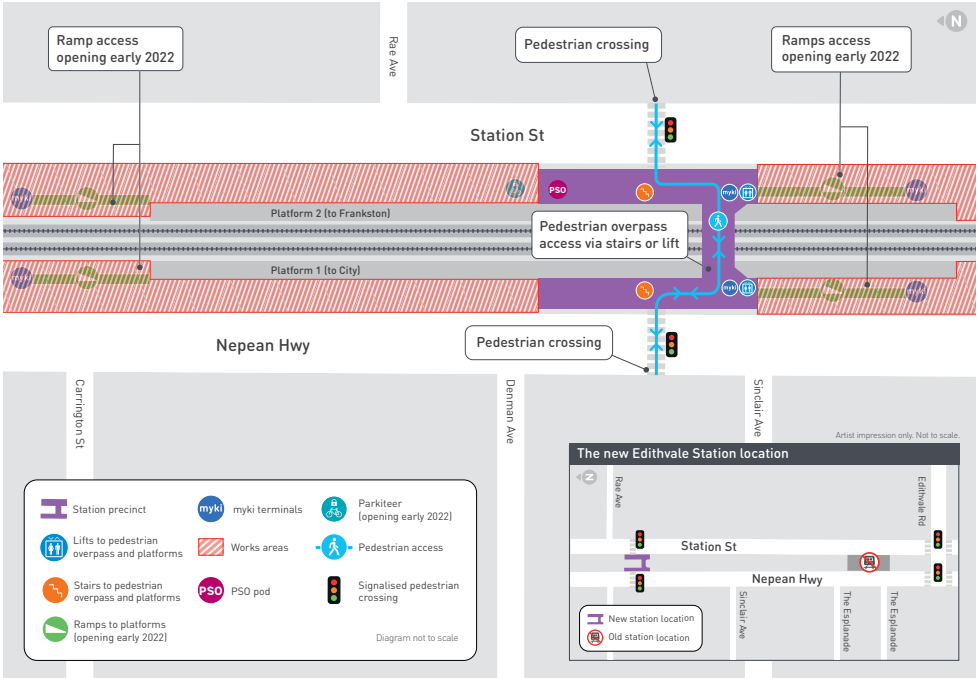 Ramp access
opening early 2022
Rae Ave
Pedestrian crossing
Ramps access
opening early 2022
N
Station St
myki
PSO
myki
myki
Platform 2 (to Frankston)
Pedestrian overpass
access via stairs or lift
Platform 1 (to City)
myki
myki
myki
Nepean Hwy
Pedestrian crossing
Carrington St
Denman Ave
Sinclair Ave
Artist impression only. Not to scale.
Station precinct
myki
myki terminals
Parkiteer
(opening early 2022)
Lifts to pedestrian
overpass and platforms
Works areas
Pedestrian access
Stairs to pedestrian
overpass and platforms
PSO
PSO pod
Signalised pedestrian
crossing
Ramps to platforms
(opening early 2022)
Diagram not to scale
The new Edithvale Station location
N
Rae Ave
Edithvale Rd
Station St
Nepean Hwy
Sinclair Ave
The Esplanade
The Esplanade
New station location
Old station location